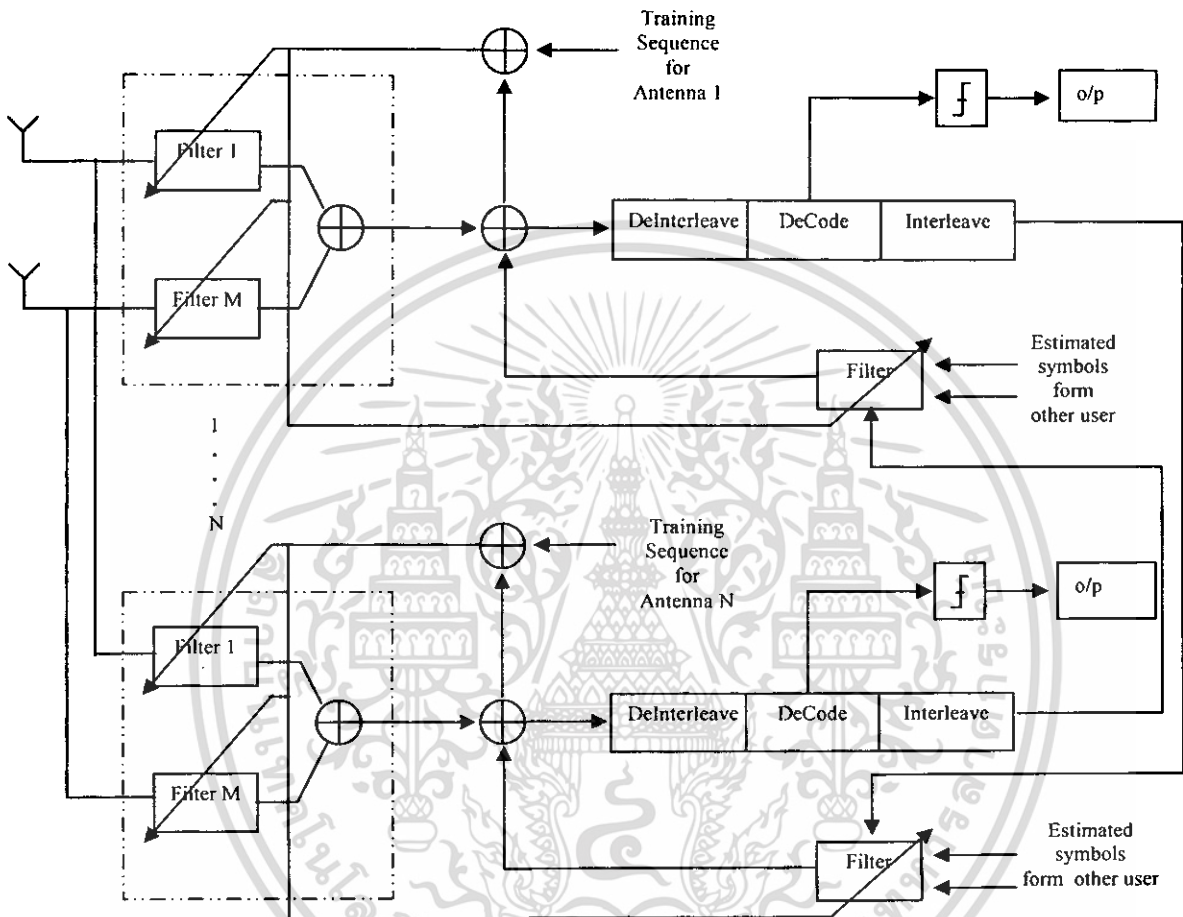 Training
Sequence
for
Antenna 1
o/p
Filter 1
DeInterleave
DeCode
Interleave
Filter M
Filter
Estimated
symbols
form
other user
1
.
.
.
N
Training
Sequence
for
Antenna N
o/p
Filter 1
DeInterleave
DeCode
Interleave
Filter M
Filter
Estimated
symbols
form other user